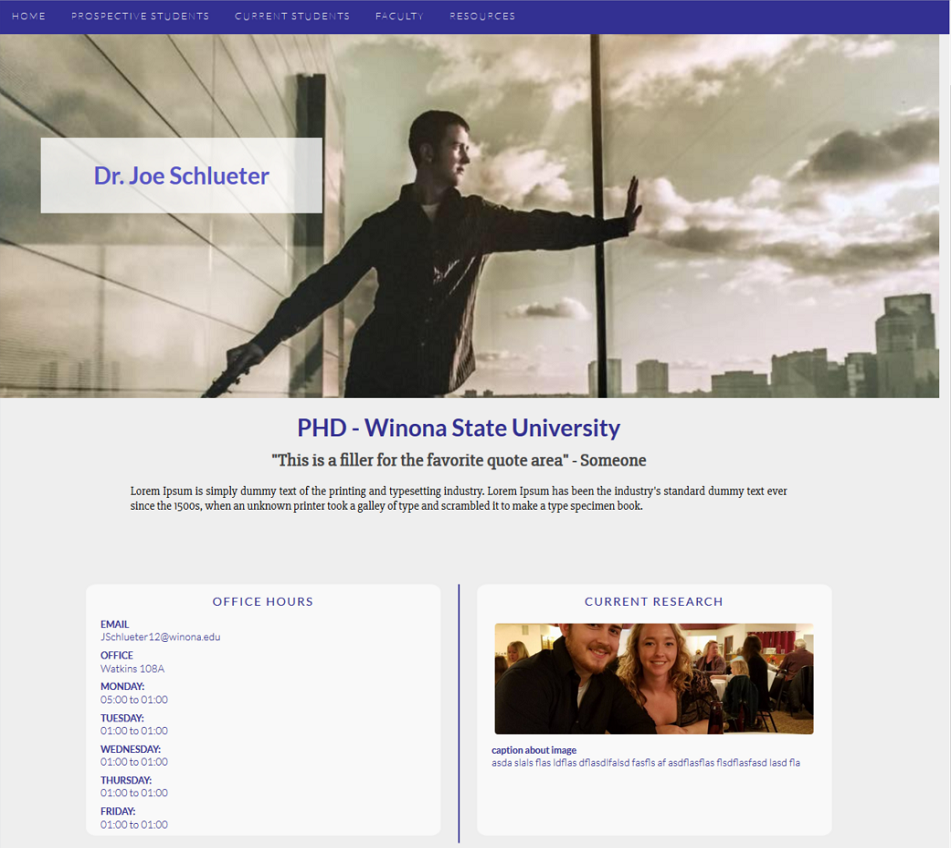 HOME PROSPECTIVE STUDENTS CURRENT STUDENTS FACULTY RESOURCES
Dr. Joe Schlueter
PHD - Winona State University
"This is a filler for the favorite quote area" - Someone
Lorem Ipsum is simply dummy text of the printing and typesetting industry. Lorem Ipsum has been the industry's standard dummy text ever
since the 1500s, when an unknown printer took a galley of type and scrambled it to make a type specimen book.
OFFICE HOURS
EMAIL
JSchlueter12@winona.edu
OFFICE
Watkins 108A
MONDAY:
05:00 to 01:00
TUESDAY:
01:00 to 01:00
WEDNESDAY:
01:00 to 01:00
THURSDAY:
01:00 to 01:00
FRIDAY:
01:00 to 01:00
CURRENT RESEARCH
caption about image
asda slals flas ldflas dflasdlfalsd fasfls af asdflasflas flsdflasfasd lasd fla